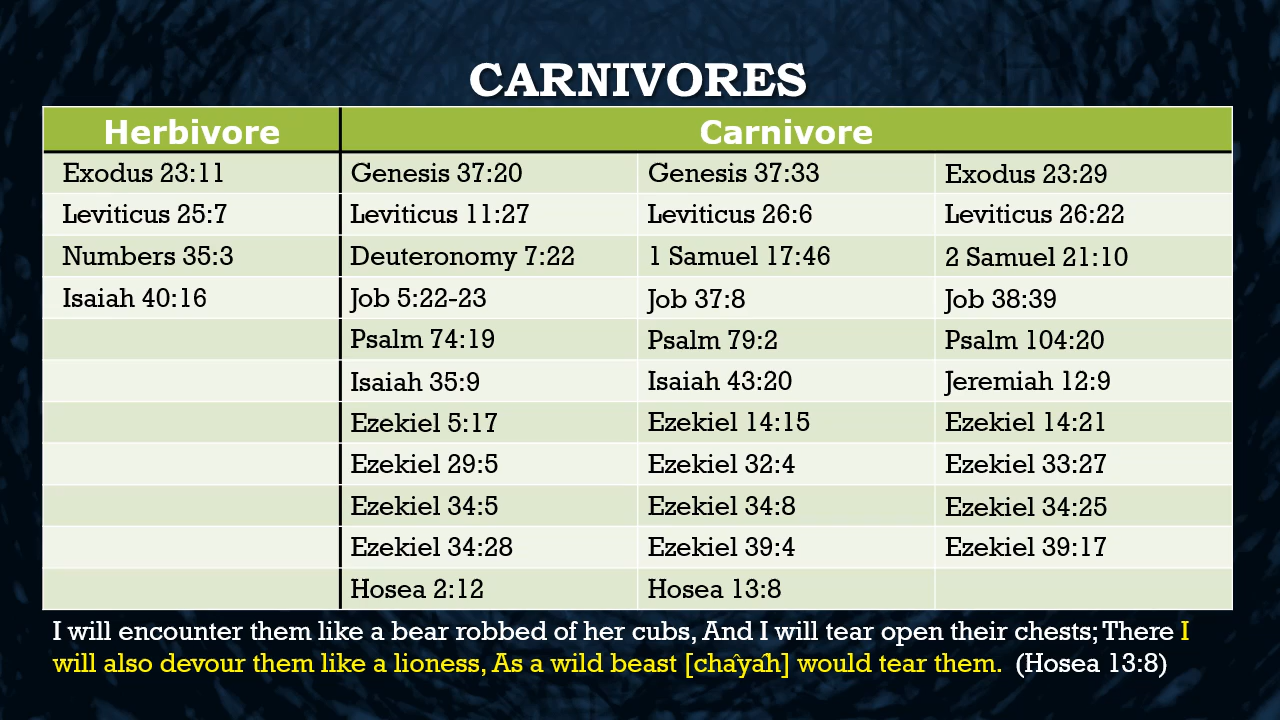 CARNIVORES
Herbivore Carnivore
Exodus 23:11 Genesis 37:20 Genesis 37:33 Exodus 23:29
Leviticus 25:7 Leviticus 11:27 Leviticus 26:6 Leviticus 26:22
Numbers 35:3 Deuteronomy 7:22 1 Samuel 17:46 2 Samuel 21:10
Isaiah 40:16 Job 5:22-23 Job 37:8 Job 38:39
Psalm 74:19 Psalm 79:2 Psalm 104:20
Isaiah 35:9 Isaiah 43:20 Jeremiah 12:9
Ezekiel 5:17 Ezekiel 14:15 Ezekiel 14:21
Ezekiel 29:5 Ezekiel 32:4 Ezekiel 33:27
Ezekiel 34:5 Ezekiel 34:8 Ezekiel 34:25
Ezekiel 34:28 Ezekiel 39:4 Ezekiel 39:17
Hosea 2:12 Hosea 13:8
I will encounter them like a bear robbed of her cubs, And I will tear open their chests; There I
will also devour them like a lioness, As a wild beast [chaŷah̄] would tear them. (Hosea 13:8)